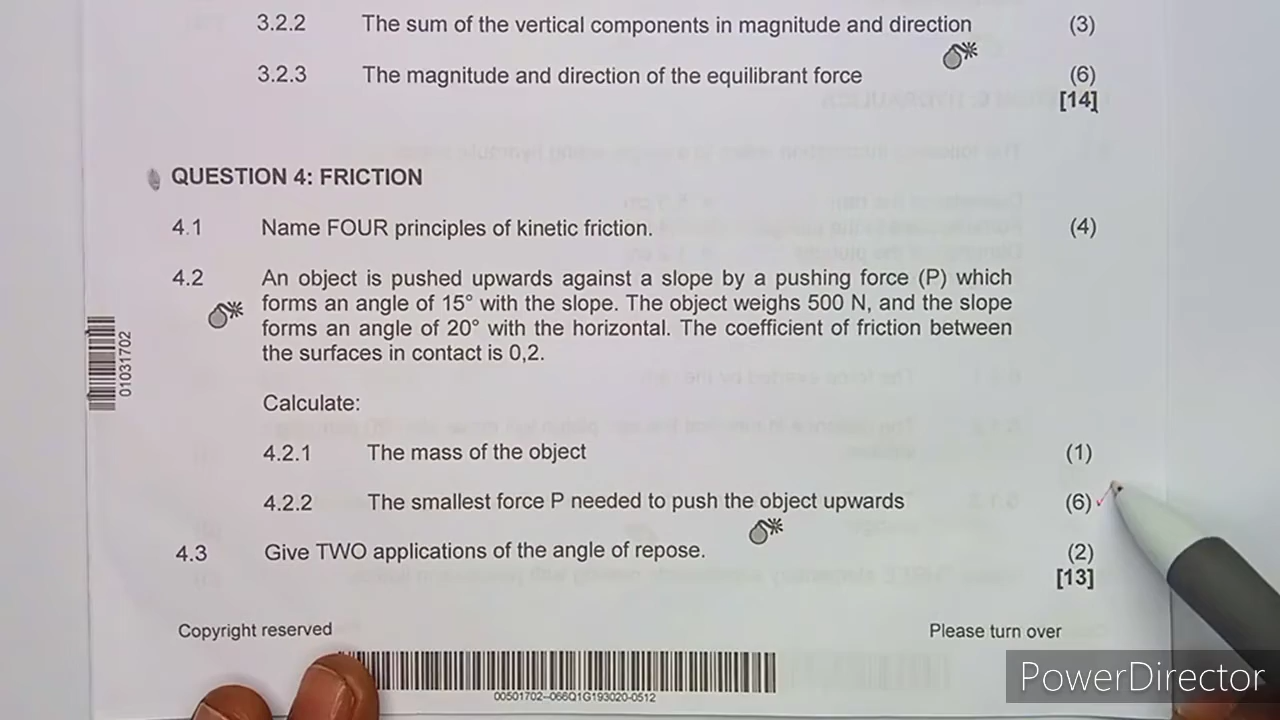 3.2.2 The sum of the vertical components in magnitude and direction (3)
3.2.3 The magnitude and direction of the equilibrant force (6)
[14]
QUESTION 4: FRICTION
4.1 Name FOUR principles of kinetic friction. (4)
4.2 An object is pushed upwards against a slope by a pushing force (P) which
forms an angle of 15° with the slope. The object weighs 500 N, and the slope
forms an angle of 20° with the horizontal. The coefficient of friction between
the surfaces in contact is 0,2.
01031702
Calculate:
4.2.1 The mass of the object (1)
4.2.2 The smallest force P needed to push the object upwards (6)
4.3 Give TWO applications of the angle of repose. (2)
[13]
Copyright reserved Please turn over
PowerDirector